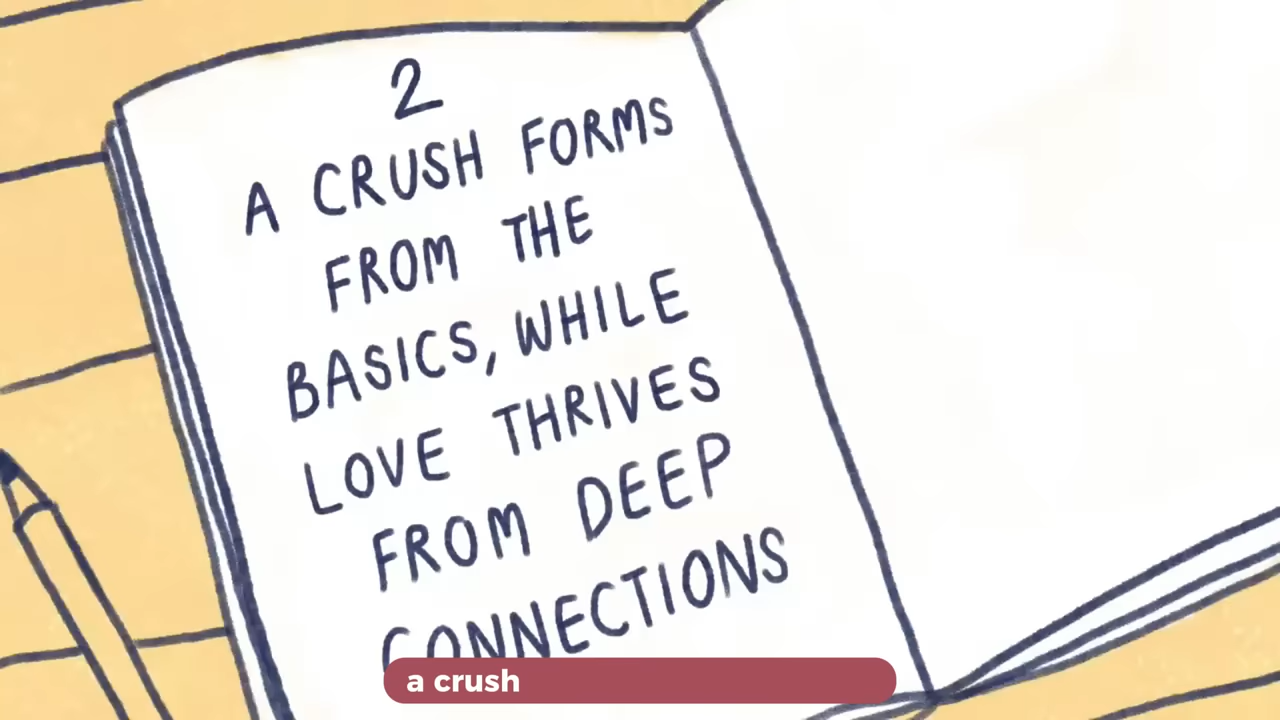 2
A CRUSH FORMS
FROM THE
BASICS, WHILE
LOVE THRIVES
FROM DEEP
CONNECTIONS
a crush